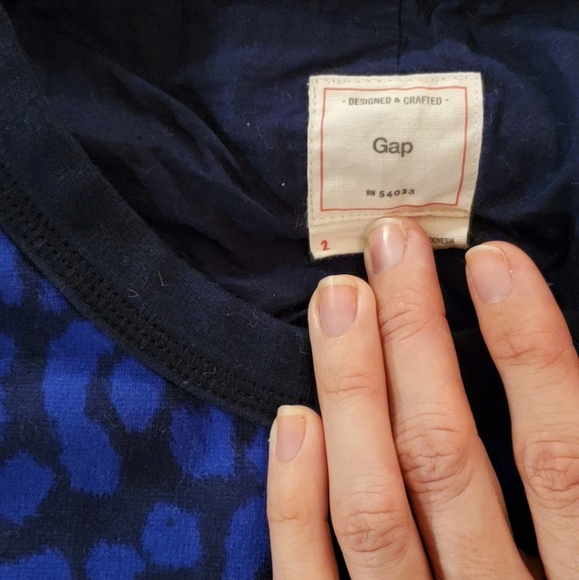 - DESIGNED & CRAFTED -
Gap
RN 54023
2